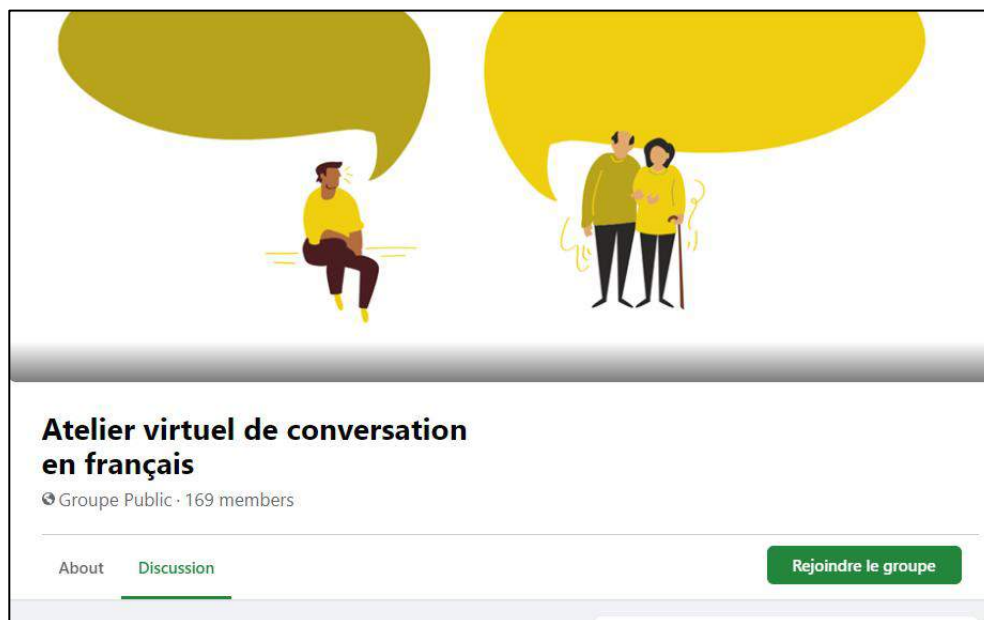 Atelier virtuel de conversation
en français
Groupe Public · 169 members
About Discussion Rejoindre le groupe